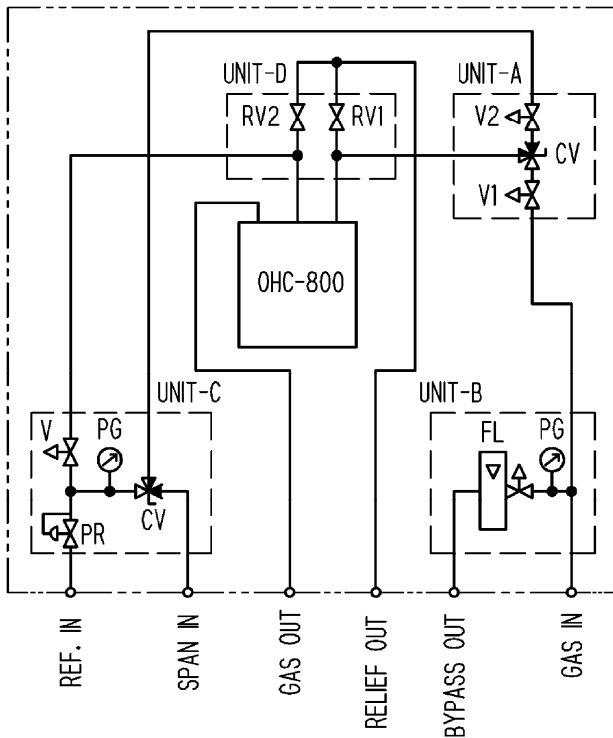 UNIT-D
UNIT-A
RV2
RV1
V2
CV
V1
OHC-800
UNIT-C
UNIT-B
V
PG
FL
PG
CV
PR
REF. IN
SPAN IN
GAS OUT
RELIEF OUT
BYPASS OUT
GAS IN